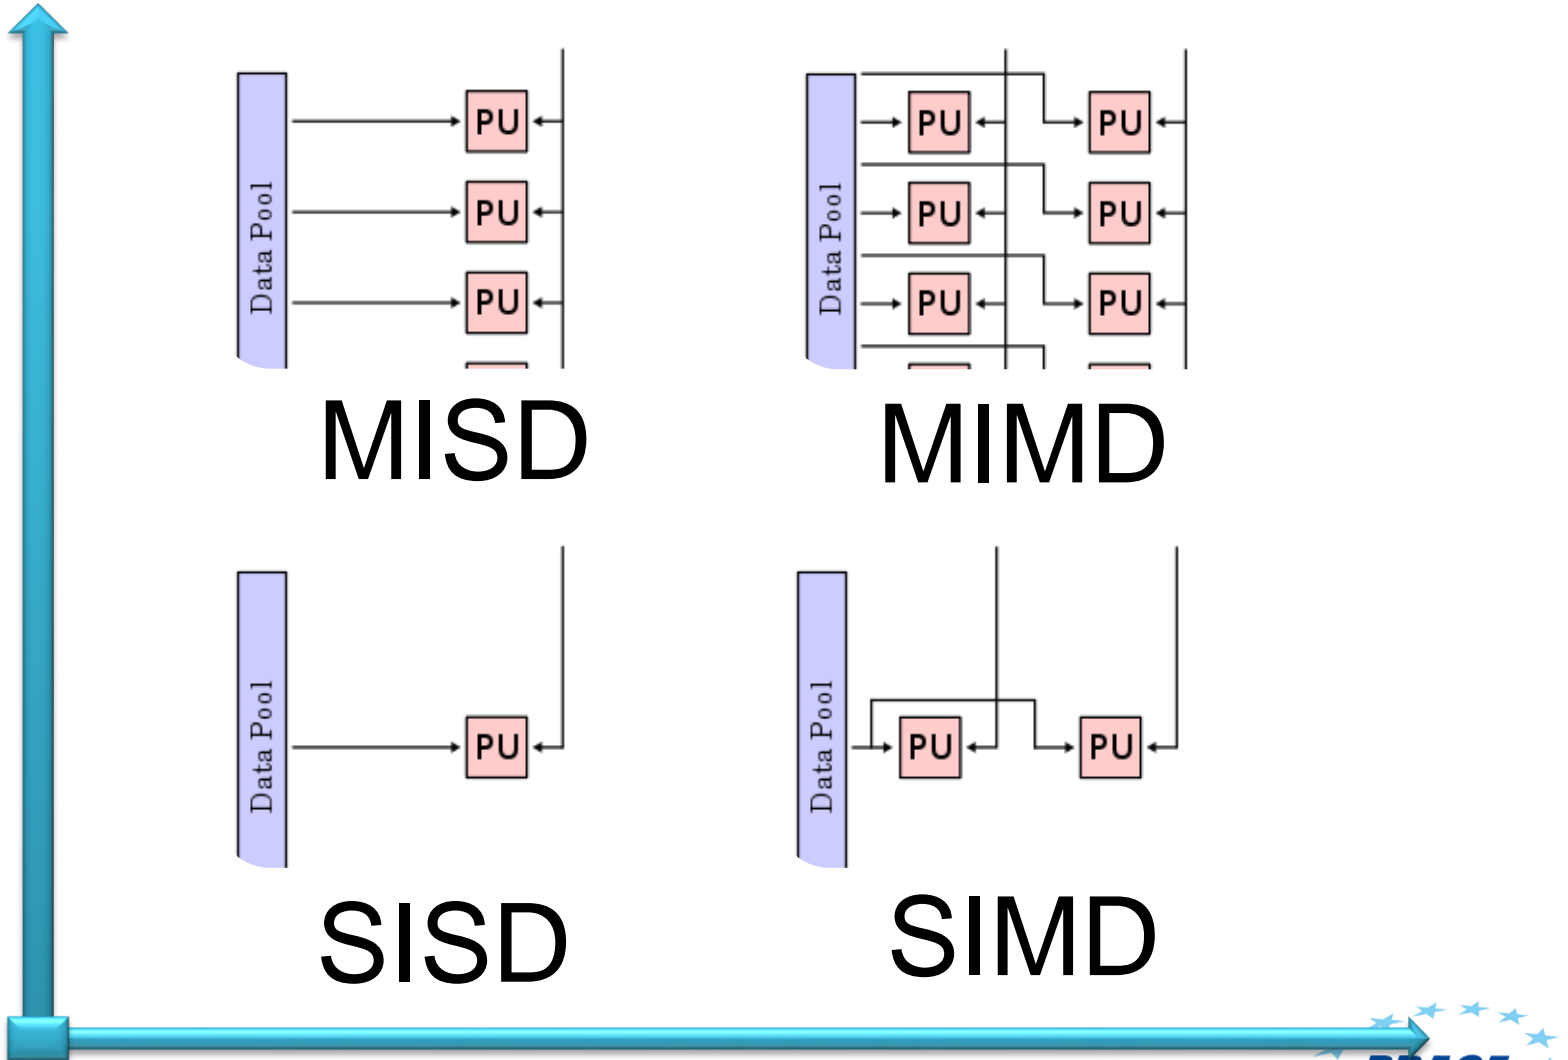 Data Pool
PU
PU
PU
MISD
Data Pool
PU PU
PU PU
PU PU
MIMD
Data Pool
PU
SISD
Data Pool
PU PU
SIMD